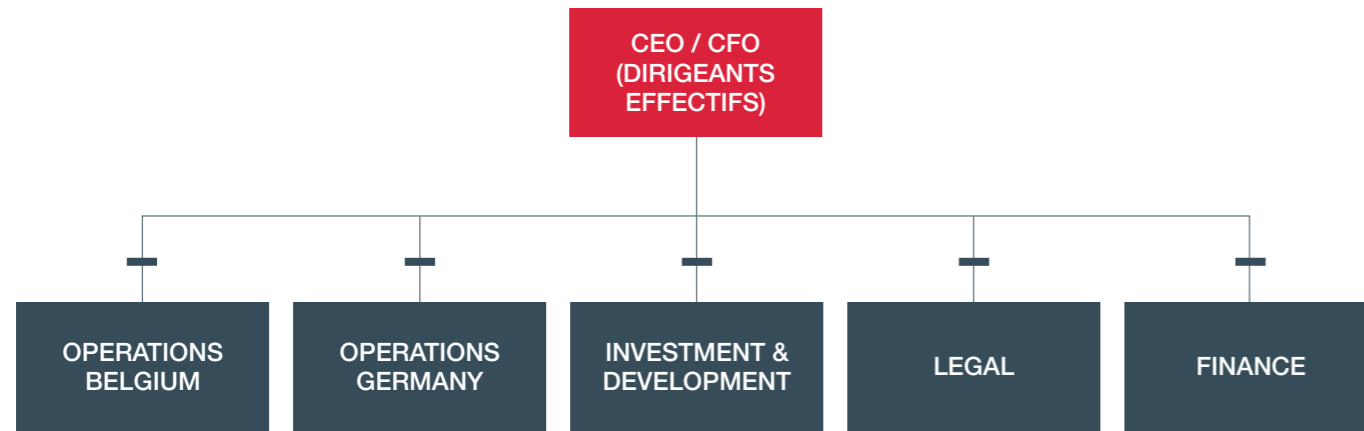 CEO / CFO
(DIRIGEANTS
EFFECTIFS)
OPERATIONS
BELGIUM
OPERATIONS
GERMANY
INVESTMENT &
DEVELOPMENT
LEGAL
FINANCE